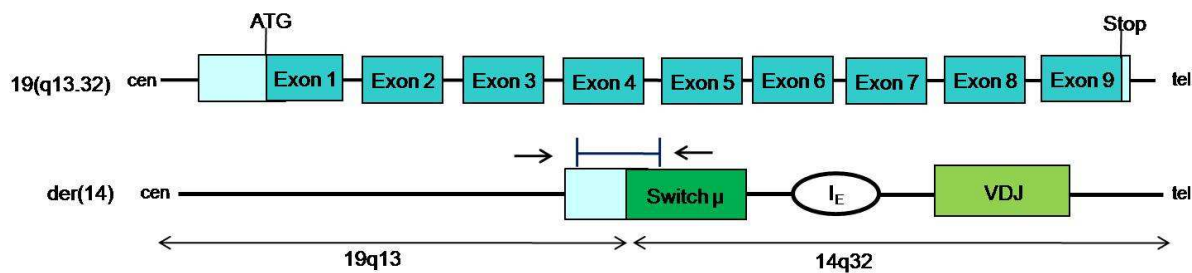 ATG Stop
19(q13.32) cen Exon 1 Exon 2 Exon 3 Exon 4 Exon 5 Exon 6 Exon 7 Exon 8 Exon 9 tel
der(14) cen Switch µ IE VDJ tel
19q13 14q32